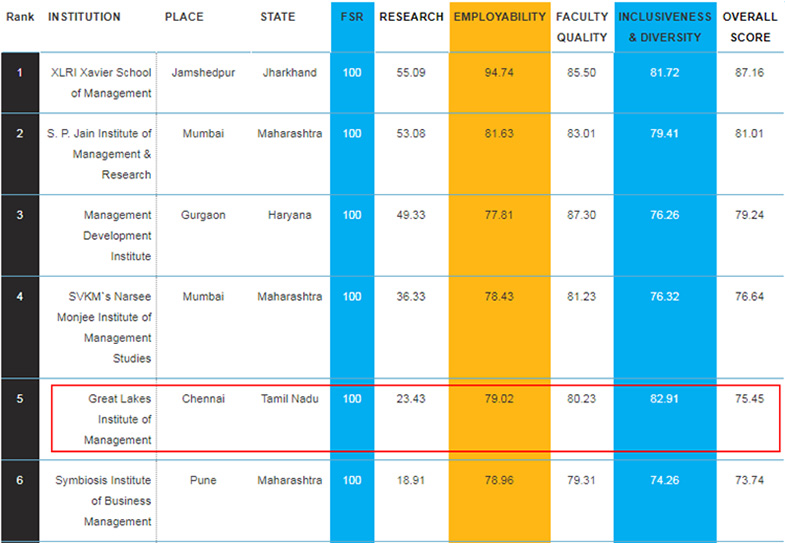 Rank INSTITUTION PLACE STATE FSR RESEARCH EMPLOYABILITY FACULTY QUALITY INCLUSIVENESS & DIVERSITY OVERALL SCORE
1 XLRI Xavier School Jamshedpur Jharkhand 100 55.09 94.74 85.50 81.72 87.16
of Management
2 S. P. Jain Institute of Mumbai Maharashtra 100 53.08 81.63 83.01 79.41 81.01
Management &
Research
3 Management Gurgaon Haryana 100 49.33 77.81 87.30 76.26 79.24
Development
Institute
4 SVKM`s Narsee Mumbai Maharashtra 100 36.33 78.43 81.23 76.32 76.64
Monjee Institute of
Management
Studies
5 Great Lakes Chennai Tamil Nadu 100 23.43 79.02 80.23 82.91 75.45
Institute of
Management
6 Symbiosis Institute Pune Maharashtra 100 18.91 78.96 79.31 74.26 73.74
of Business
Management